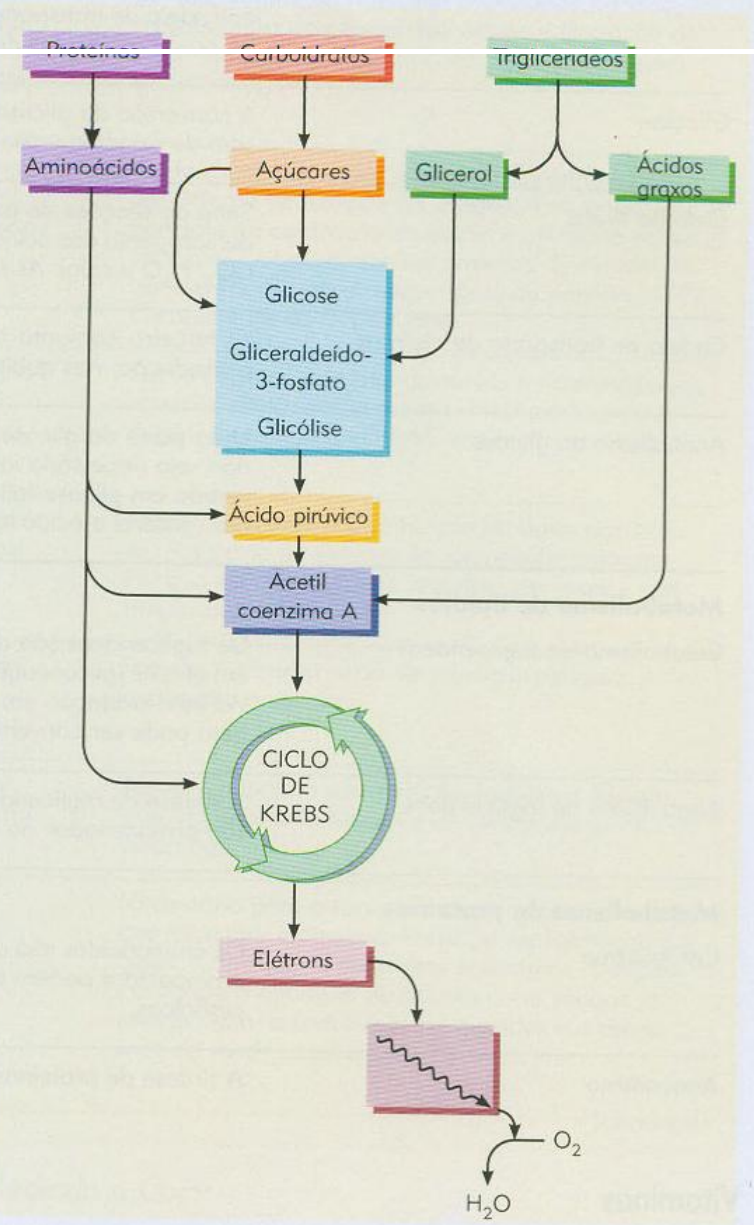 Proteínas
Carboidratos
Triglicerídeos
Aminoácidos
Açúcares
Glicerol
Ácidos
graxos
Glicose
Gliceraldeído-
3-fosfato
Glicólise
Ácido pirúvico
Acetil
coenzima A
CICLO
DE
KREBS
Elétrons
O₂
H₂O